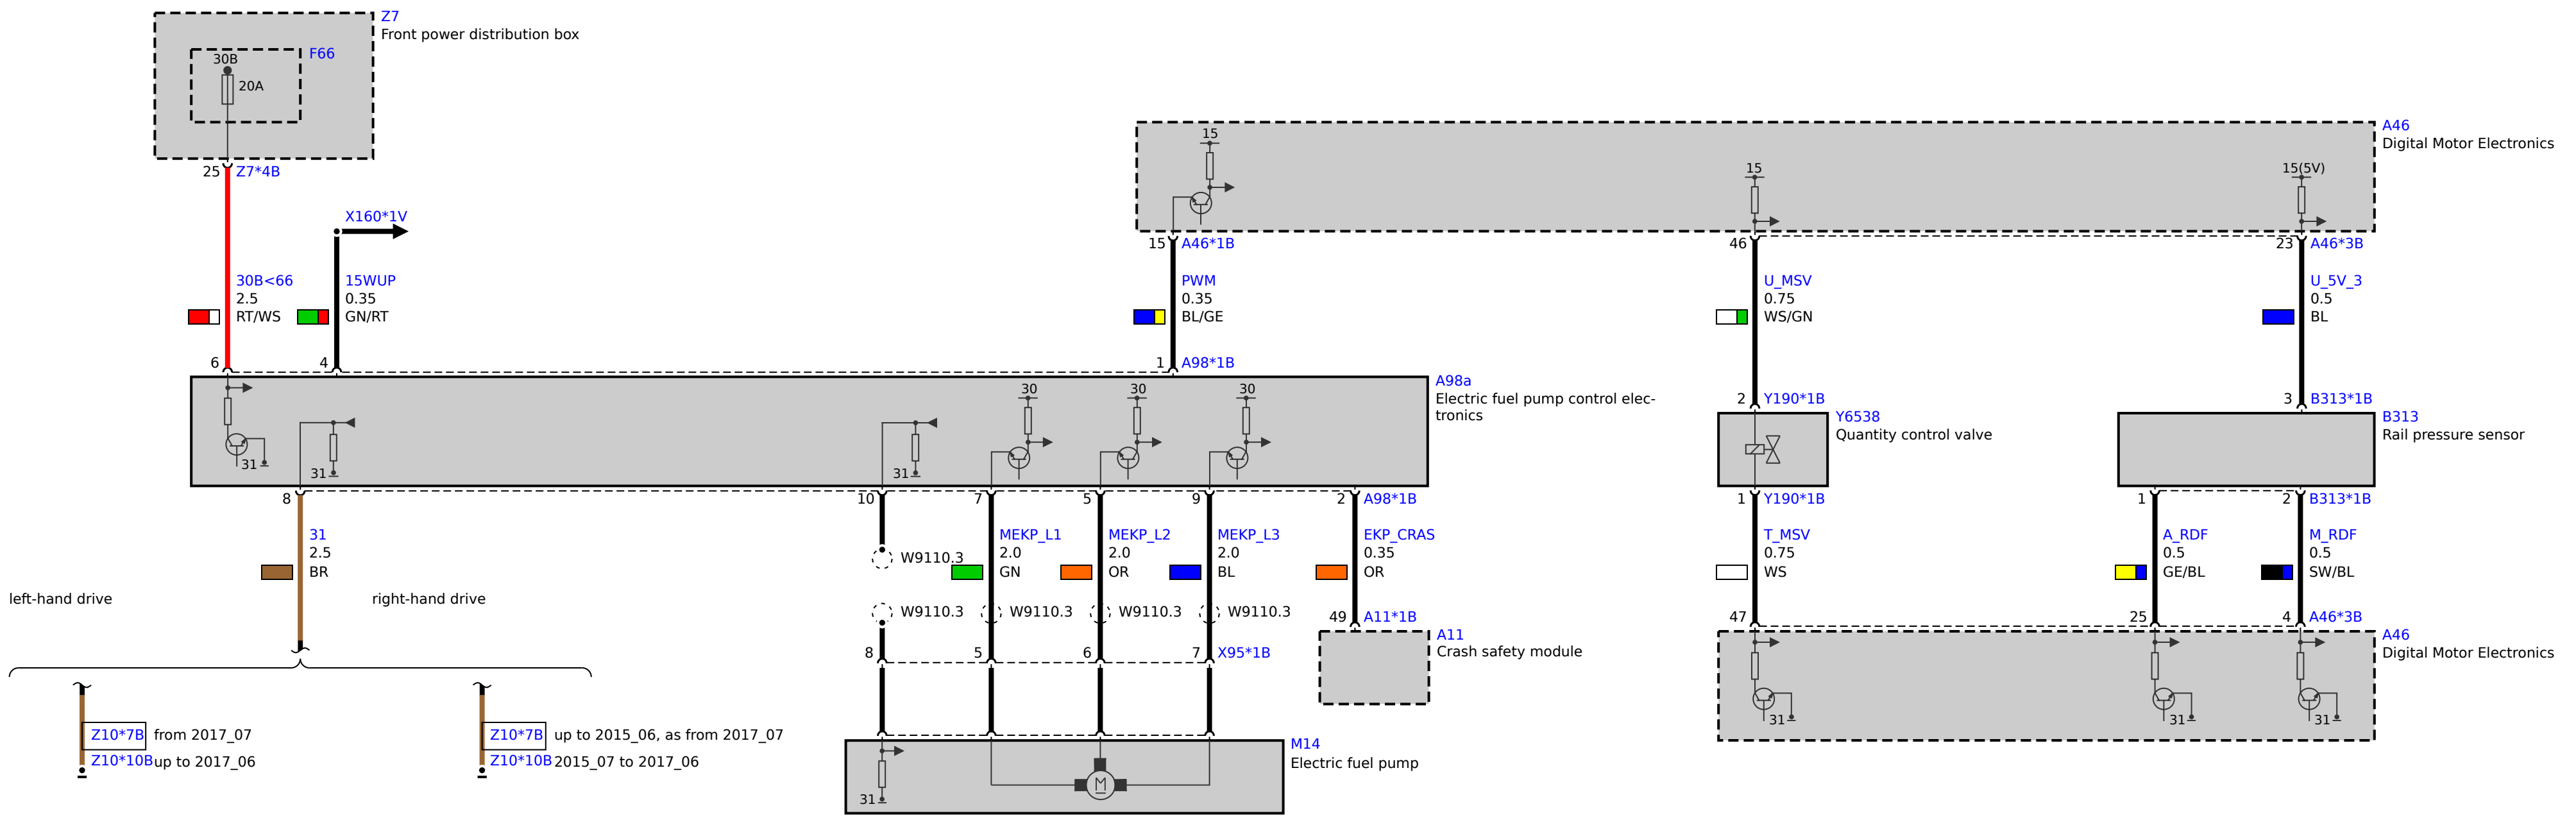 Z7
Front power distribution box
F66
30B
20A
25 Z7*4B
X160*1V
30B<66
2.5
RT/WS
15WUP
0.35
GN/RT
6
4
A46
Digital Motor Electronics
15
15
15(5V)
15 A46*1B
46
23 A46*3B
PWM
0.35
BL/GE
U_MSV
0.75
WS/GN
U_5V_3
0.5
BL
1 A98*1B
2 Y190*1B
3 B313*1B
A98a
Electric fuel pump control elec-
tronics
30
30
30
31
31
31
Y6538
Quantity control valve
B313
Rail pressure sensor
8
10
7
5
9
2 A98*1B
1 Y190*1B
1
2 B313*1B
31
2.5
BR
W9110.3
MEKP_L1
2.0
GN
MEKP_L2
2.0
OR
MEKP_L3
2.0
BL
EKP_CRAS
0.35
OR
T_MSV
0.75
WS
A_RDF
0.5
GE/BL
M_RDF
0.5
SW/BL
left-hand drive
right-hand drive
W9110.3
W9110.3
W9110.3
W9110.3
49 A11*1B
47
25
4 A46*3B
A11
Crash safety module
A46
Digital Motor Electronics
8
5
6
7 X95*1B
31
31
31
Z10*7B from 2017_07
Z10*10B up to 2017_06
Z10*7B up to 2015_06, as from 2017_07
Z10*10B 2015_07 to 2017_06
M14
Electric fuel pump
M
31